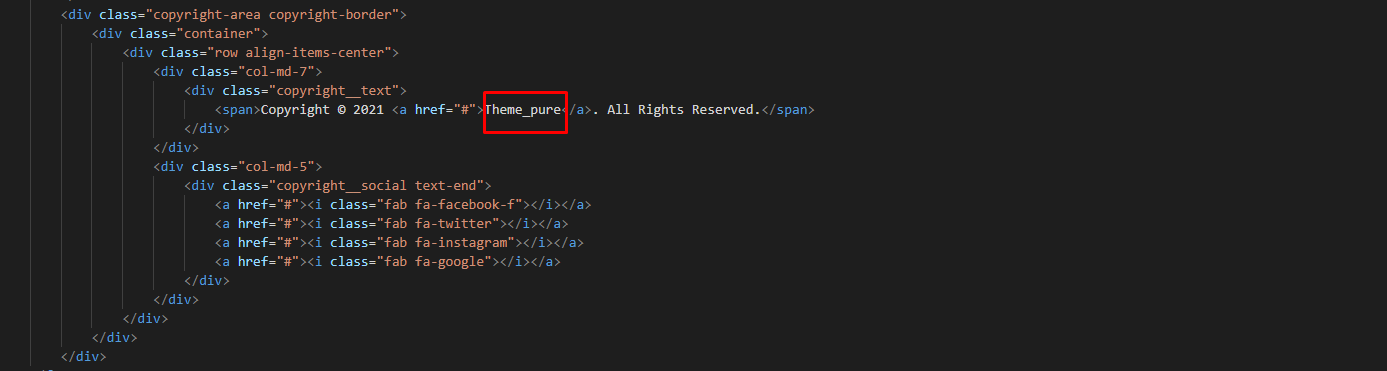 <div class="copyright-area copyright-border">
<div class="container">
<div class="row align-items-center">
<div class="col-md-7">
<div class="copyright__text">
<span>Copyright © 2021 <a href="#">Theme_pure</a>. All Rights Reserved.</span>
</div>
</div>
<div class="col-md-5">
<div class="copyright__social text-end">
<a href="#"><i class="fab fa-facebook-f"></i></a>
<a href="#"><i class="fab fa-twitter"></i></a>
<a href="#"><i class="fab fa-instagram"></i></a>
<a href="#"><i class="fab fa-google"></i></a>
</div>
</div>
</div>
</div>
</div>